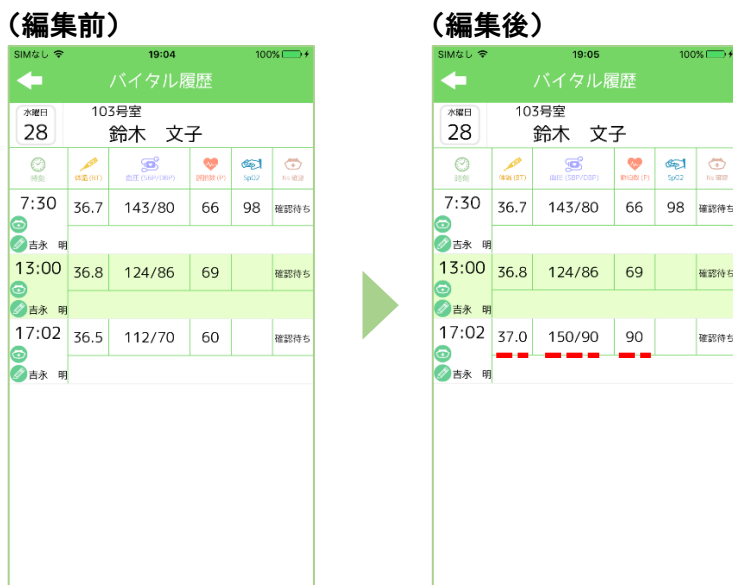 （編集前）
SIMなし 19:04 100%
バイタル履歴
水曜日
28
103号室
鈴木 文子
時刻 体温(BT) 血圧(SBP/DBP) 脈拍数(P) SpO2 Ns確認
7:30 36.7 143/80 66 98 確認待ち
吉永 明
13:00 36.8 124/86 69 確認待ち
吉永 明
17:02 36.5 112/70 60 確認待ち
吉永 明
（編集後）
SIMなし 19:05 100%
バイタル履歴
水曜日
28
103号室
鈴木 文子
時刻 体温(BT) 血圧(SBP/DBP) 脈拍数(P) SpO2 Ns確認
7:30 36.7 143/80 66 98 確認待ち
吉永 明
13:00 36.8 124/86 69 確認待ち
吉永 明
17:02 37.0 150/90 90 確認待ち
吉永 明